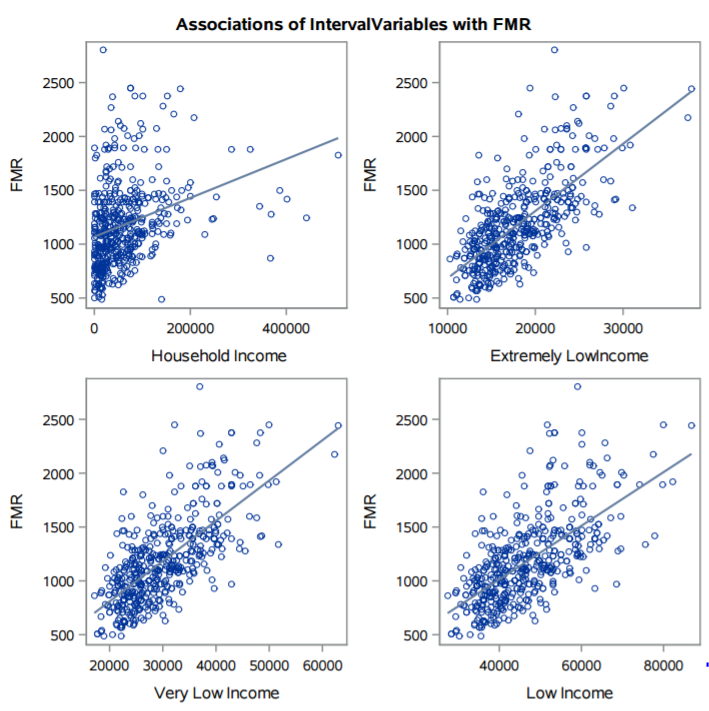 Associations of IntervalVariables with FMR
2500
2000
1500
1000
500
FMR
0 200000 400000
Household Income
2500
2000
1500
1000
500
FMR
10000 20000 30000
Extremely LowIncome
2500
2000
1500
1000
500
FMR
20000 30000 40000 50000 60000
Very Low Income
2500
2000
1500
1000
500
FMR
40000 60000 80000
Low Income